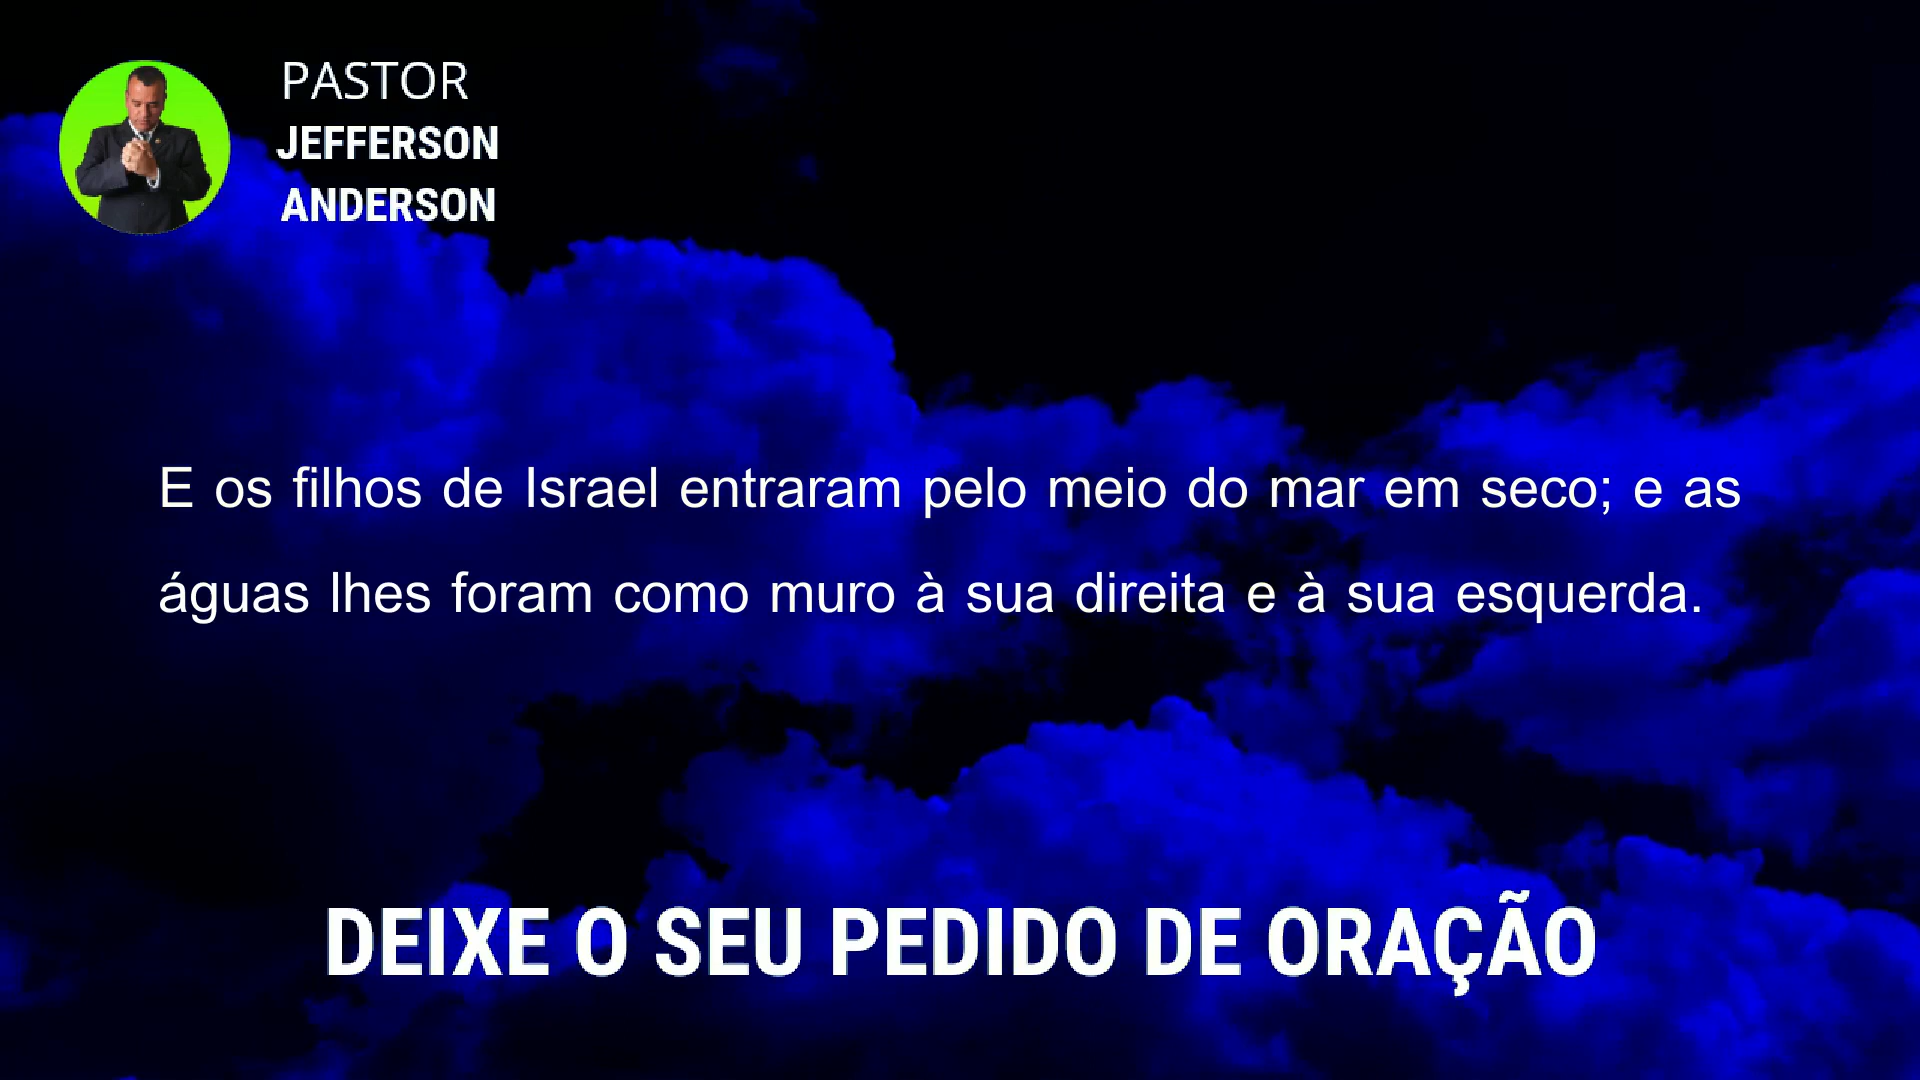 PASTOR
JEFFERSON
ANDERSON
E os filhos de Israel entraram pelo meio do mar em seco; e as
águas lhes foram como muro à sua direita e à sua esquerda.
DEIXE O SEU PEDIDO DE ORAÇÃO